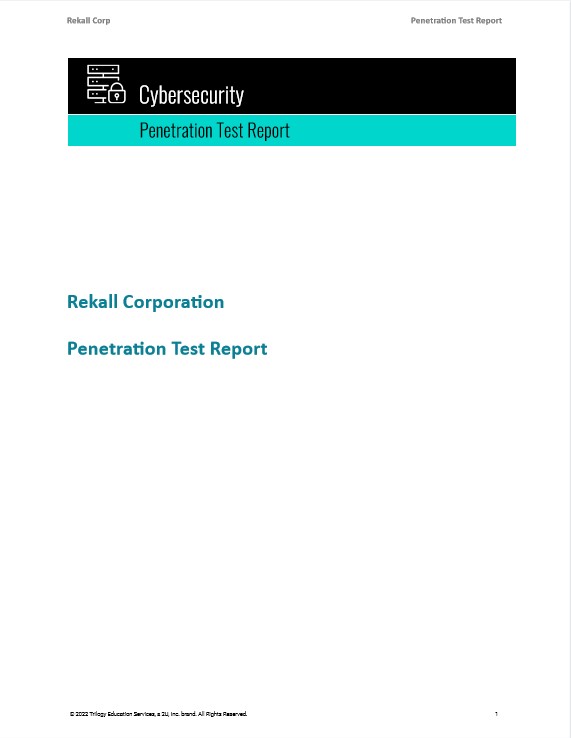 Rekall Corp Penetration Test Report
Cybersecurity
Penetration Test Report
Rekall Corporation
Penetration Test Report
© 2022 Trilogy Education Services, a 2U, Inc. brand. All Rights Reserved. 1